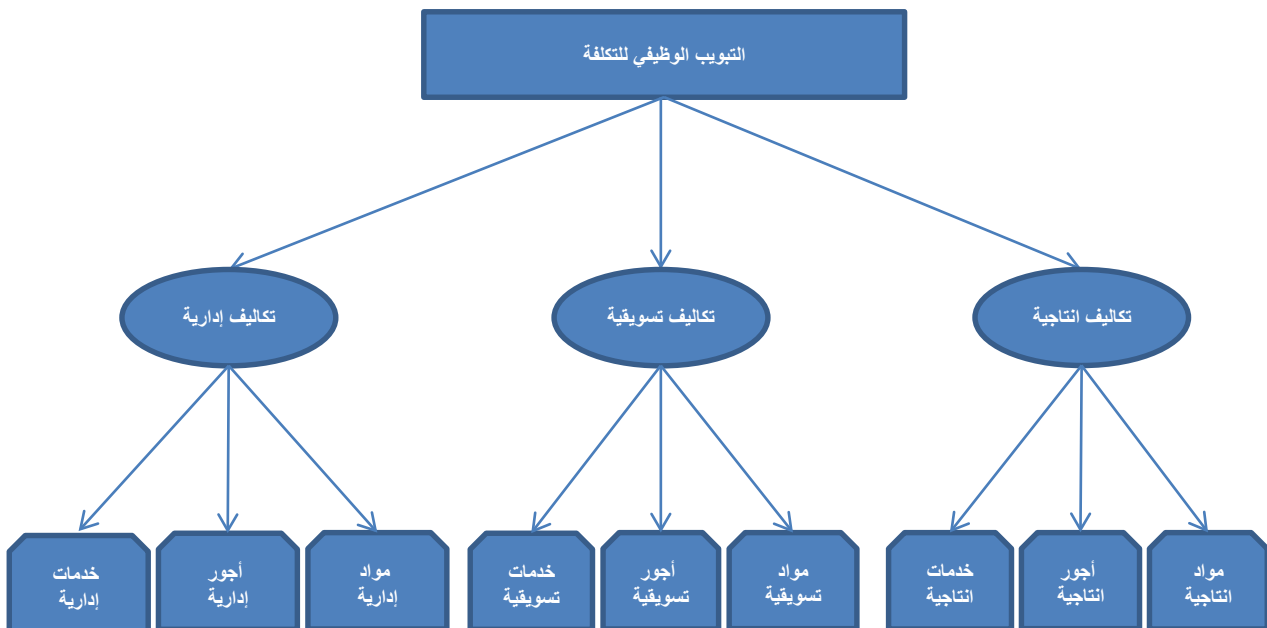 التبويب الوظيفي للتكلفة
تكاليف انتاجية
تكاليف تسويقية
تكاليف إدارية
مواد
انتاجية
أجور
انتاجية
خدمات
انتاجية
مواد
تسويقية
أجور
تسويقية
خدمات
تسويقية
مواد
إدارية
أجور
إدارية
خدمات
إدارية